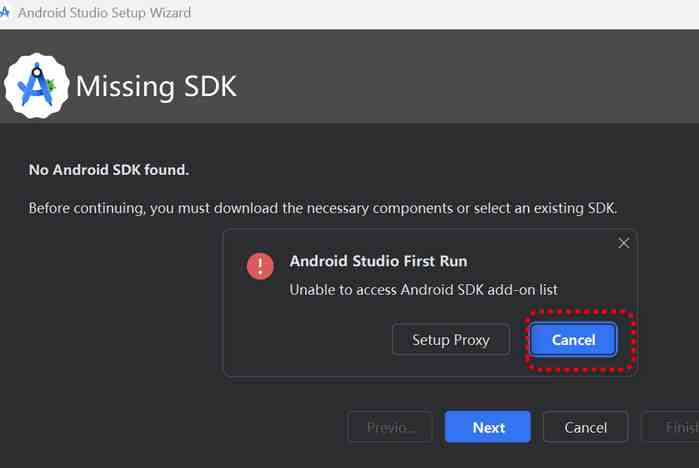 Android Studio Setup Wizard
Missing SDK
No Android SDK found.
Before continuing, you must download the necessary components or select an existing SDK.
Android Studio First Run
Unable to access Android SDK add-on list
Setup Proxy Cancel
Previo... Next Cancel Finis